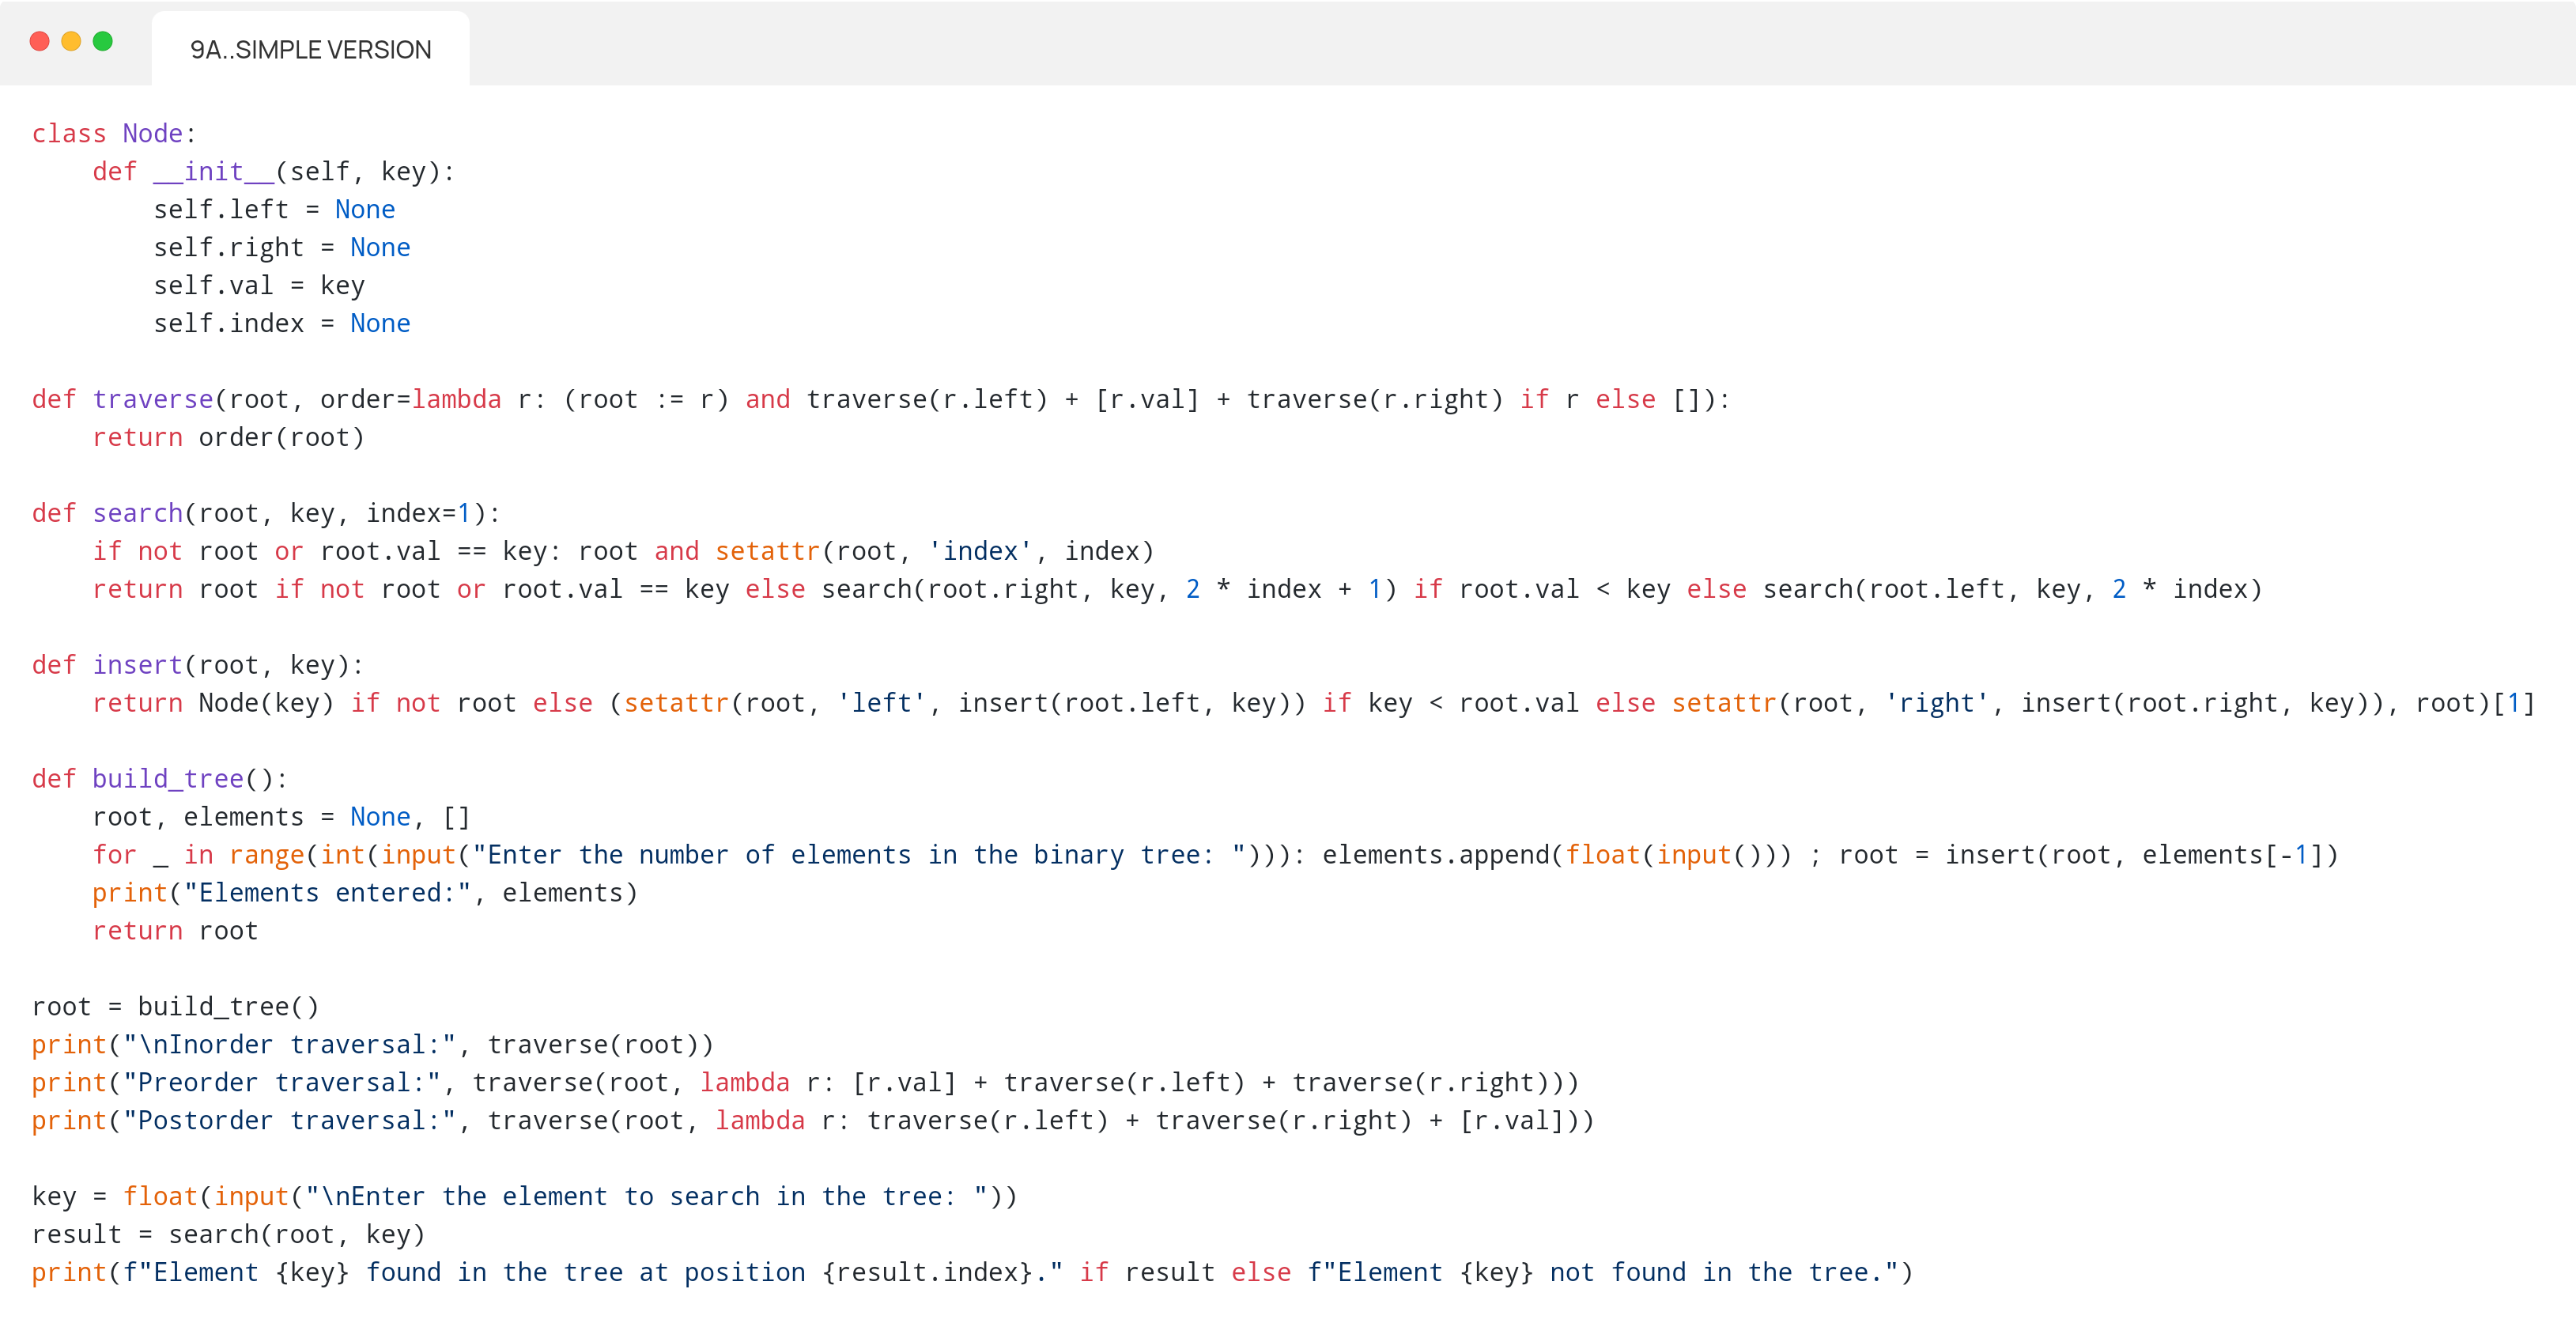 9A..SIMPLE VERSION
class Node:
    def __init__(self, key):
        self.left = None
        self.right = None
        self.val = key
        self.index = None

def traverse(root, order=lambda r: (root := r) and traverse(r.left) + [r.val] + traverse(r.right) if r else []):
    return order(root)

def search(root, key, index=1):
    if not root or root.val == key: root and setattr(root, 'index', index)
    return root if not root or root.val == key else search(root.right, key, 2 * index + 1) if root.val < key else search(root.left, key, 2 * index)

def insert(root, key):
    return Node(key) if not root else (setattr(root, 'left', insert(root.left, key)) if key < root.val else setattr(root, 'right', insert(root.right, key)), root)[1]

def build_tree():
    root, elements = None, []
    for _ in range(int(input("Enter the number of elements in the binary tree: "))): elements.append(float(input())) ; root = insert(root, elements[-1])
    print("Elements entered:", elements)
    return root

root = build_tree()
print("\nInorder traversal:", traverse(root))
print("Preorder traversal:", traverse(root, lambda r: [r.val] + traverse(r.left) + traverse(r.right)))
print("Postorder traversal:", traverse(root, lambda r: traverse(r.left) + traverse(r.right) + [r.val]))

key = float(input("\nEnter the element to search in the tree: "))
result = search(root, key)
print(f"Element {key} found in the tree at position {result.index}." if result else f"Element {key} not found in the tree.")